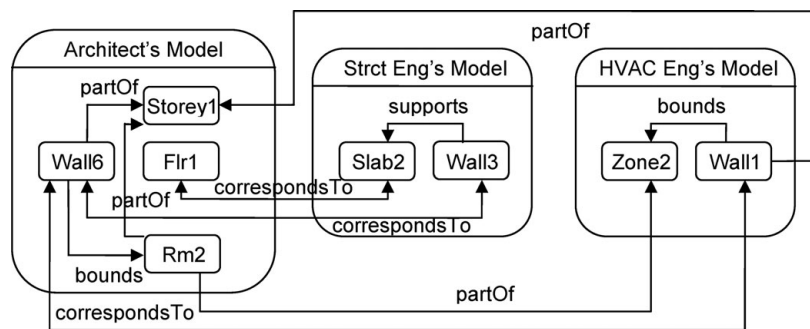 partOf
Architect's Model
Strct Eng's Model
HVAC Eng's Model
partOf
Storey1
supports
bounds
Wall6
Flr1
Slab2
Wall3
Zone2
Wall1
correspondsTo
partOf
correspondsTo
Rm2
bounds
partOf
correspondsTo